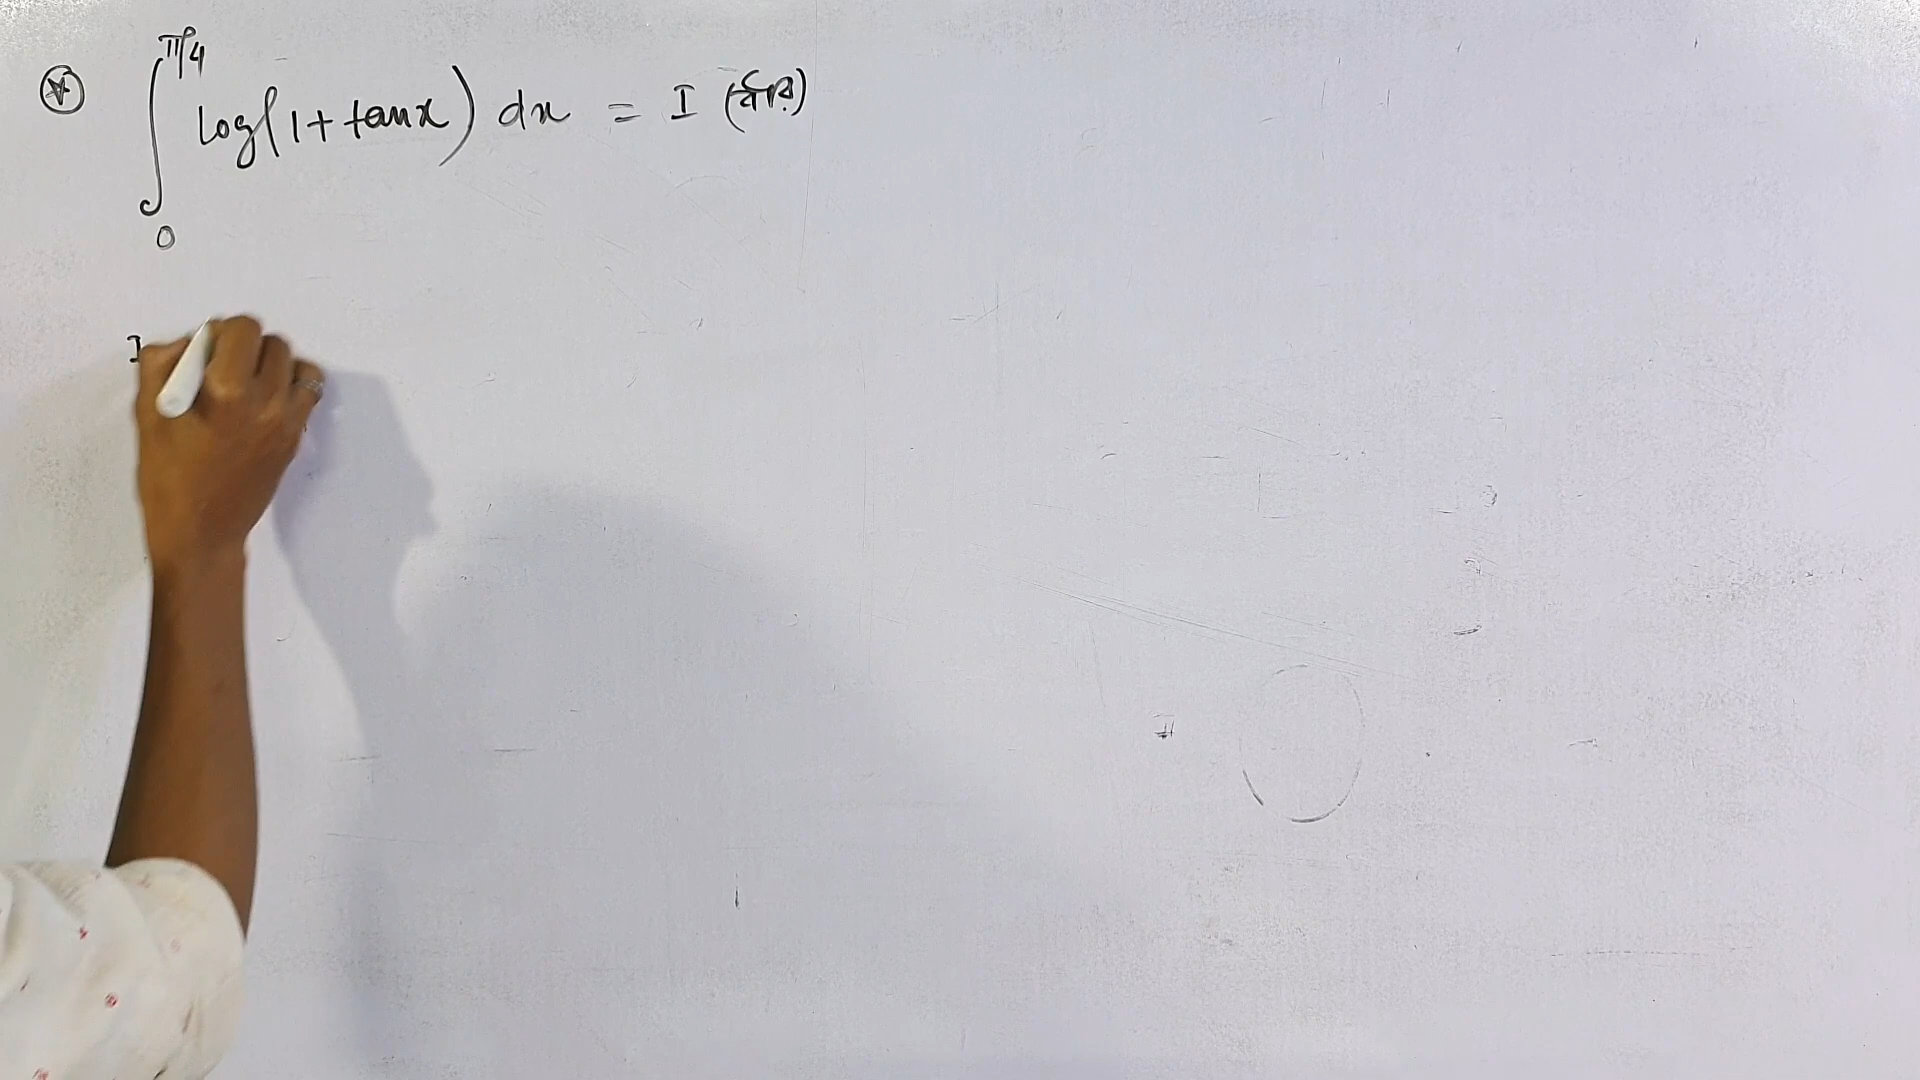 ⊛ ∫₀^{π/4} log(1+tanx) dx = I (ধরি)
I